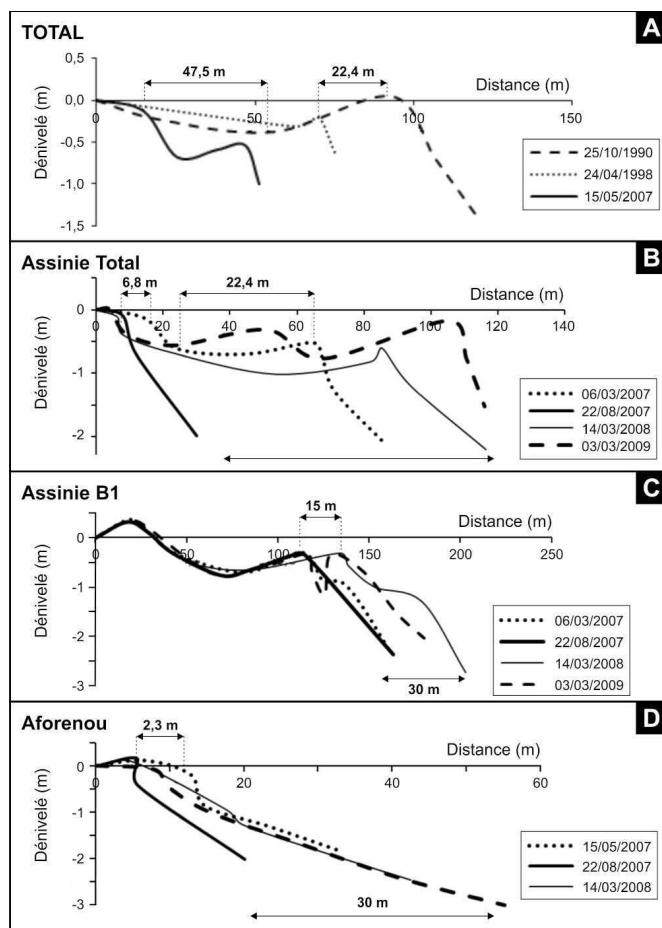 TOTAL
A
0,5
0,0
-0,5
-1,0
-1,5
Dénivelé (m)
47,5 m
22,4 m
Distance (m)
50
100
150
25/10/1990
24/04/1998
15/05/2007
Assinie Total
B
0
-1
-2
Dénivelé (m)
6,8 m
22,4 m
Distance (m)
0
20
40
60
80
100
120
140
06/03/2007
22/08/2007
14/03/2008
03/03/2009
Assinie B1
C
1
0
-1
-2
-3
Dénivelé (m)
15 m
Distance (m)
0
50
100
150
200
250
06/03/2007
22/08/2007
14/03/2008
03/03/2009
30 m
Aforenou
D
1
0
-1
-2
-3
Dénivelé (m)
2,3 m
Distance (m)
0
20
40
60
15/05/2007
22/08/2007
14/03/2008
30 m